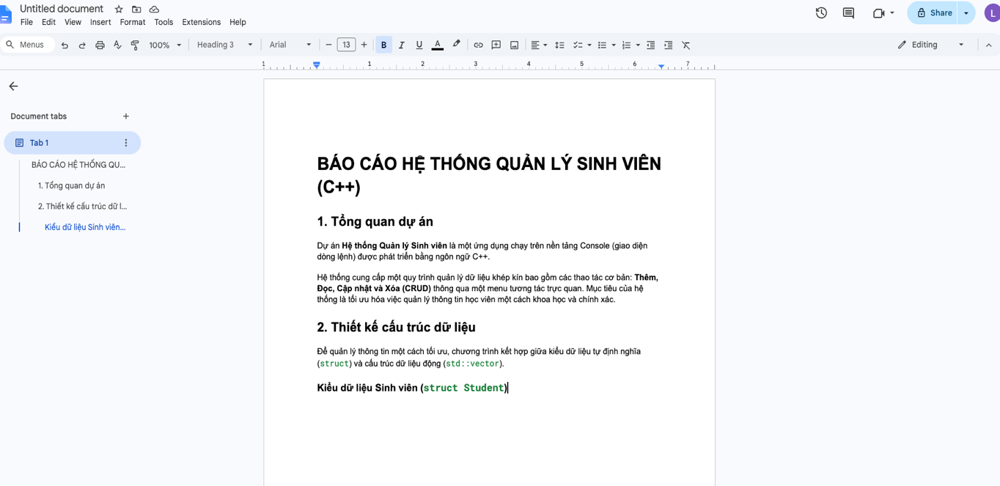 Untitled document
File Edit View Insert Format Tools Extensions Help
Share
L
Menus 100% Heading 3 Arial 13 B I U A Editing
1 1 2 3 4 5 6 7
Document tabs
Tab 1
BÁO CÁO HỆ THỐNG QU...
1. Tổng quan dự án
2. Thiết kế cấu trúc dữ l...
Kiểu dữ liệu Sinh viên...
BÁO CÁO HỆ THỐNG QUẢN LÝ SINH VIÊN
(C++)
1. Tổng quan dự án
Dự án Hệ thống Quản lý Sinh viên là một ứng dụng chạy trên nền tảng Console (giao diện
dòng lệnh) được phát triển bằng ngôn ngữ C++.
Hệ thống cung cấp một quy trình quản lý dữ liệu khép kín bao gồm các thao tác cơ bản: Thêm,
Đọc, Cập nhật và Xóa (CRUD) thông qua một menu tương tác trực quan. Mục tiêu của hệ
thống là tối ưu hóa việc quản lý thông tin học viên một cách khoa học và chính xác.
2. Thiết kế cấu trúc dữ liệu
Để quản lý thông tin một cách tối ưu, chương trình kết hợp giữa kiểu dữ liệu tự định nghĩa
(struct) và cấu trúc dữ liệu động (std::vector).
Kiểu dữ liệu Sinh viên (struct Student)